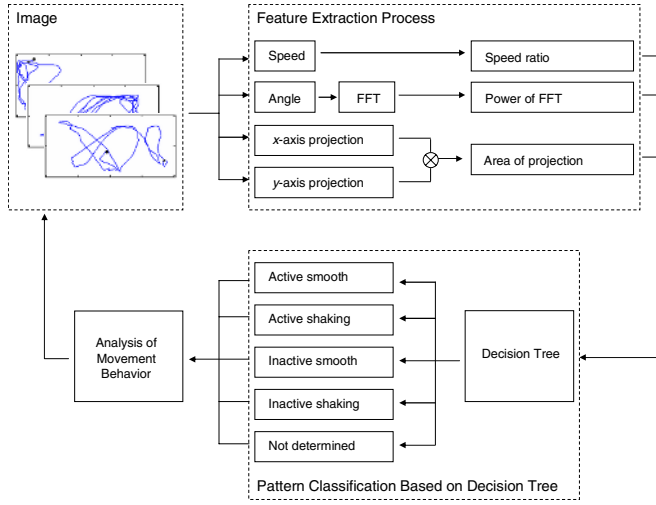 Image
Feature Extraction Process
Speed
Speed ratio
Angle
FFT
Power of FFT
x-axis projection
Area of projection
y-axis projection
Active smooth
Active shaking
Analysis of
Movement
Behavior
Inactive smooth
Decision Tree
Inactive shaking
Not determined
Pattern Classification Based on Decision Tree